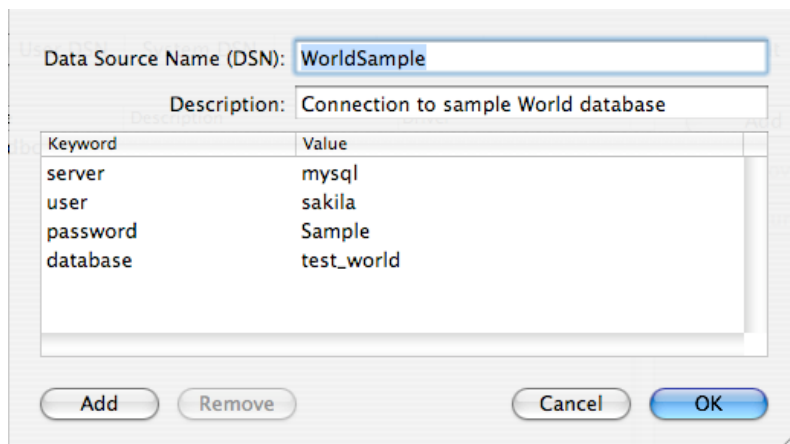 Data Source Name (DSN): WorldSample
Description: Connection to sample World database
Keyword Value
server mysql
user sakila
password Sample
database test_world
Add Remove Cancel OK